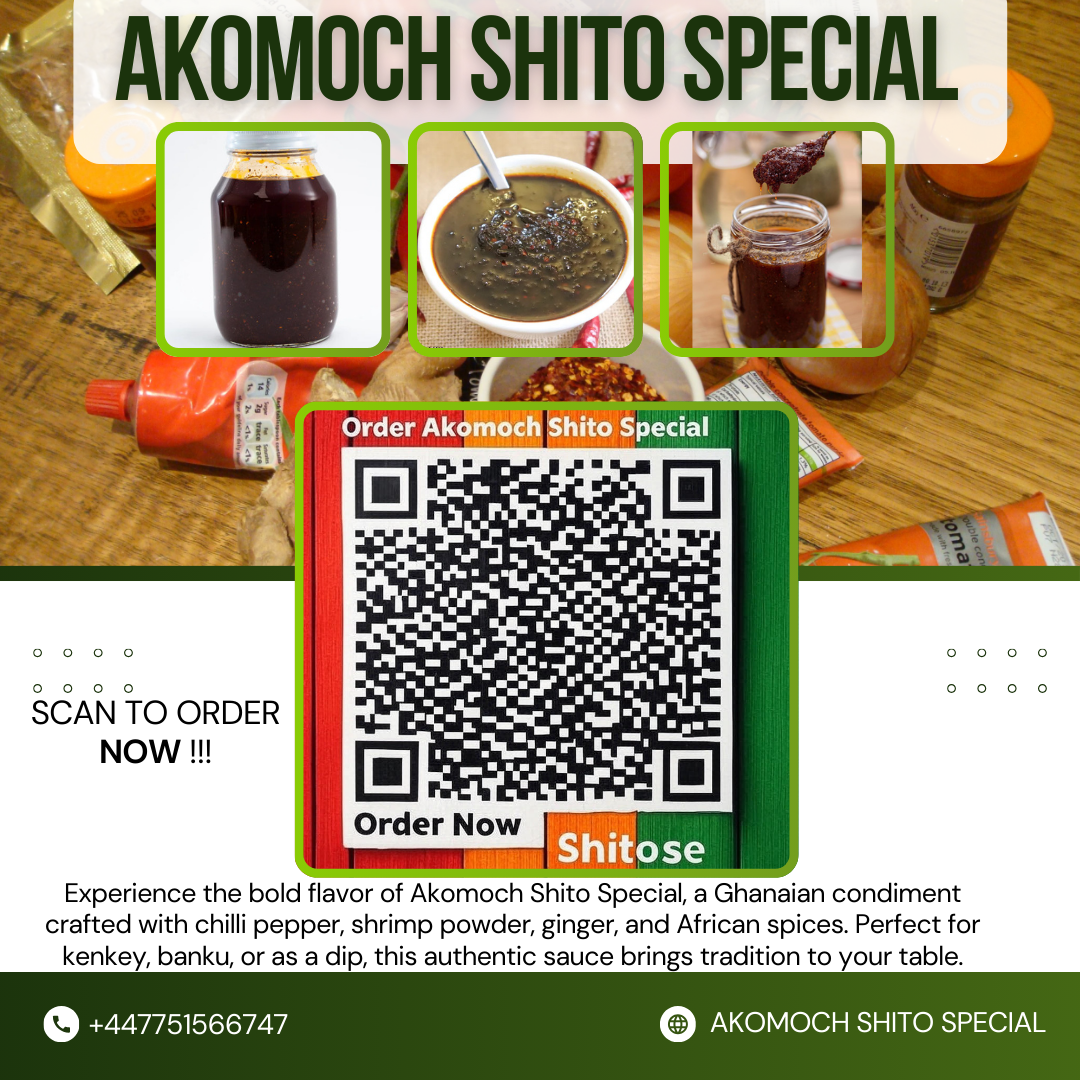 AKOMOCH SHITO SPECIAL
Order Akomoch Shito Special
Order Now
Shitose
SCAN TO ORDER
NOW !!!
Experience the bold flavor of Akomoch Shito Special, a Ghanaian condiment
crafted with chilli pepper, shrimp powder, ginger, and African spices. Perfect for
kenkey, banku, or as a dip, this authentic sauce brings tradition to your table.
+447751566747
AKOMOCH SHITO SPECIAL